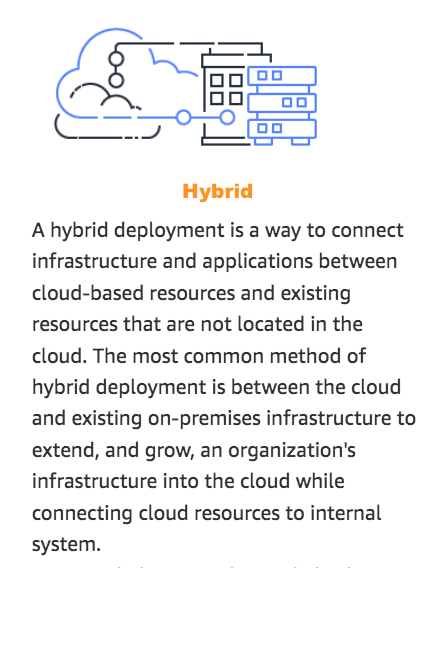 Hybrid
A hybrid deployment is a way to connect
infrastructure and applications between
cloud-based resources and existing
resources that are not located in the
cloud. The most common method of
hybrid deployment is between the cloud
and existing on-premises infrastructure to
extend, and grow, an organization's
infrastructure into the cloud while
connecting cloud resources to internal
system.